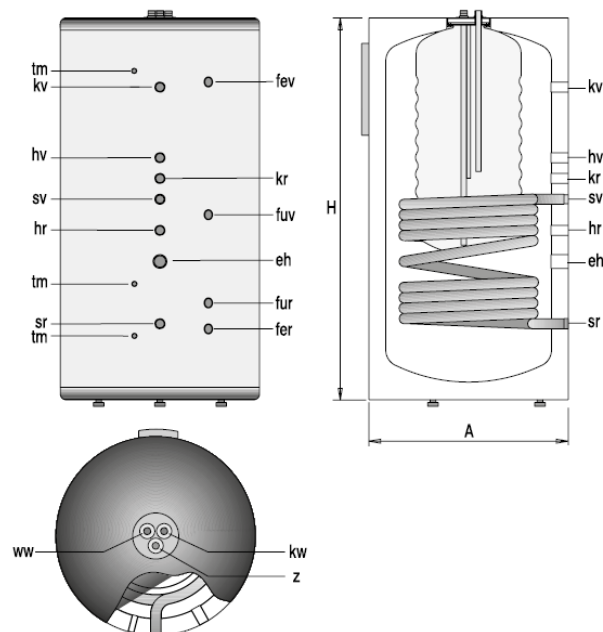 tm
kv
fev
hv
kr
sv
fuv
hr
eh
tm
fur
sr
fer
tm
H
kv
hv
kr
sv
hr
eh
sr
A
ww
kw
z